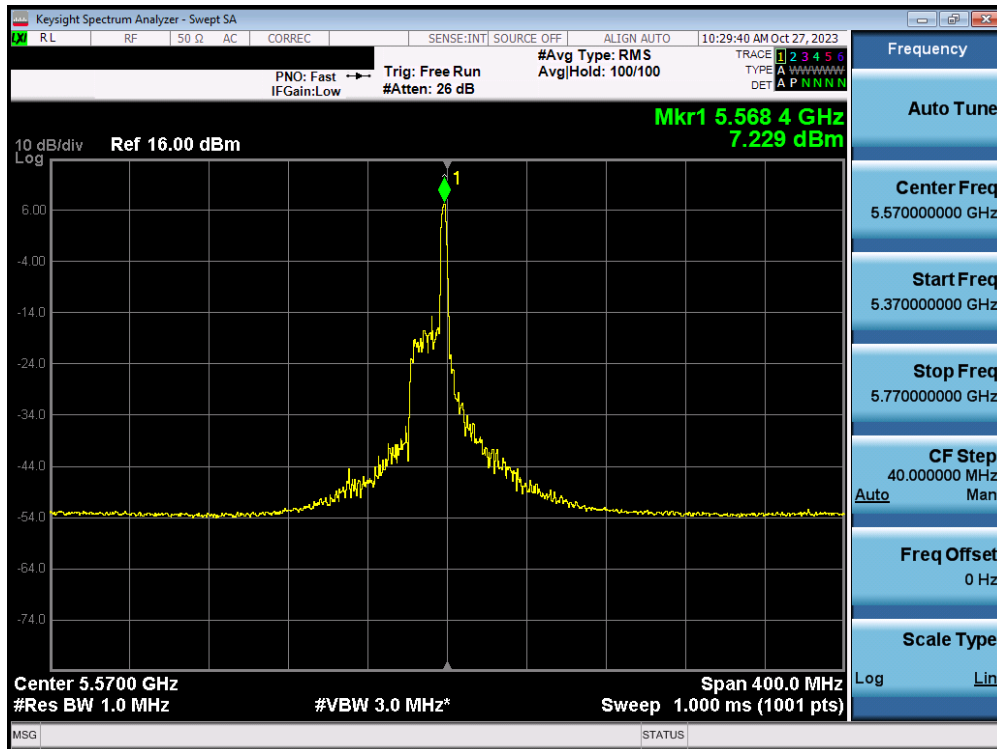 Keysight Spectrum Analyzer - Swept SA
LXI RL RF 50 Ω AC CORREC SENSE:INT SOURCE OFF ALIGN AUTO 10:29:40 AM Oct 27, 2023
PNO: Fast Trig: Free Run #Avg Type: RMS TRACE 1 2 3 4 5 6
IFGain:Low #Atten: 26 dB Avg|Hold: 100/100 TYPE A WWWWW
DET A P N N N N
Mkr1 5.568 4 GHz
7.229 dBm
10 dB/div Ref 16.00 dBm
Log
1
6.00
-4.00
-14.0
-24.0
-34.0
-44.0
-54.0
-64.0
-74.0
Center 5.5700 GHz Span 400.0 MHz
#Res BW 1.0 MHz #VBW 3.0 MHz* Sweep 1.000 ms (1001 pts)
MSG STATUS
Frequency
Auto Tune
Center Freq
5.570000000 GHz
Start Freq
5.370000000 GHz
Stop Freq
5.770000000 GHz
CF Step
40.000000 MHz
Auto Man
Freq Offset
0 Hz
Scale Type
Log Lin